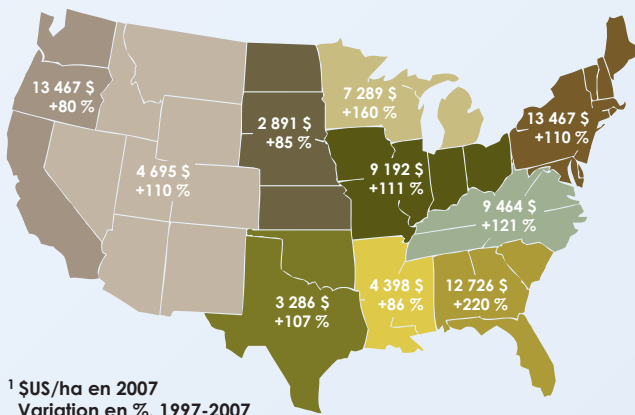 13 467 $
+80 %
4 695 $
+110 %
2 891 $
+85 %
7 289 $
+160 %
9 192 $
+111 %
13 467 $
+110 %
9 464 $
+121 %
3 286 $
+107 %
4 398 $
+86 %
12 726 $
+220 %
¹ $US/ha en 2007
Variation en %, 1997-2007